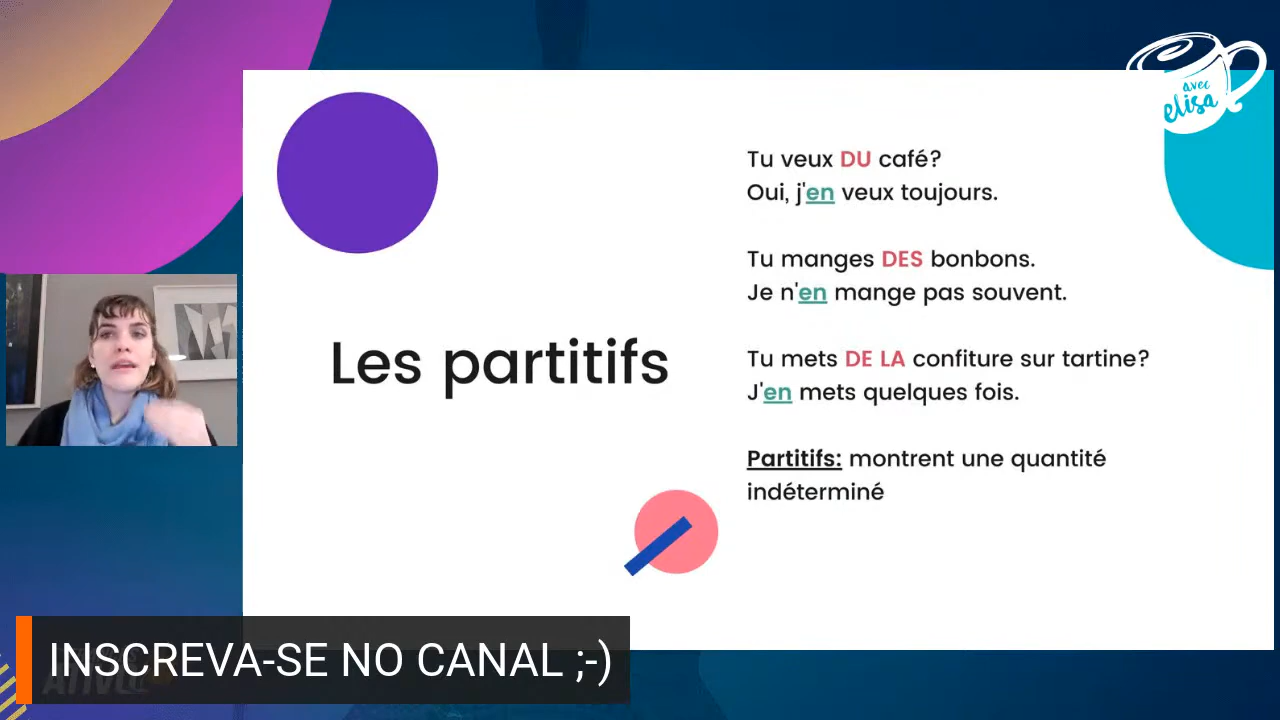 avec
elisa
Tu veux DU café?
Oui, j'en veux toujours.
Tu manges DES bonbons.
Je n'en mange pas souvent.
Les partitifs
Tu mets DE LA confiture sur tartine?
J'en mets quelques fois.
Partitifs: montrent une quantité
indéterminé
INSCREVA-SE NO CANAL ;-)